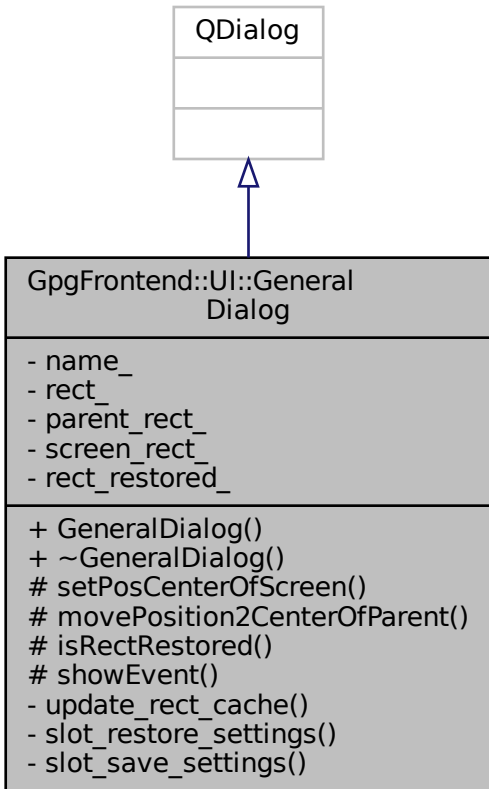 QDialog
GpgFrontend::UI::General
Dialog
- name_
- rect_
- parent_rect_
- screen_rect_
- rect_restored_
+ GeneralDialog()
+ ~GeneralDialog()
# setPosCenterOfScreen()
# movePosition2CenterOfParent()
# isRectRestored()
# showEvent()
- update_rect_cache()
- slot_restore_settings()
- slot_save_settings()